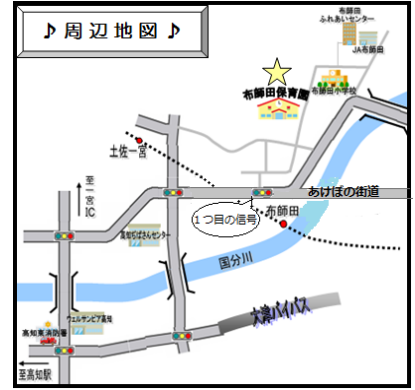 ♪周辺地図♪
布師田
ふれあいセンター
JA布師田
布師田小学校
布師田保育園
土佐一宮
至一宮
IC
あけぼの街道
1つ目の信号
布師田
高知ぢばさんセンター
国分川
大津バイパス
ウェルサンピア高知
高知東消防署
至高知駅